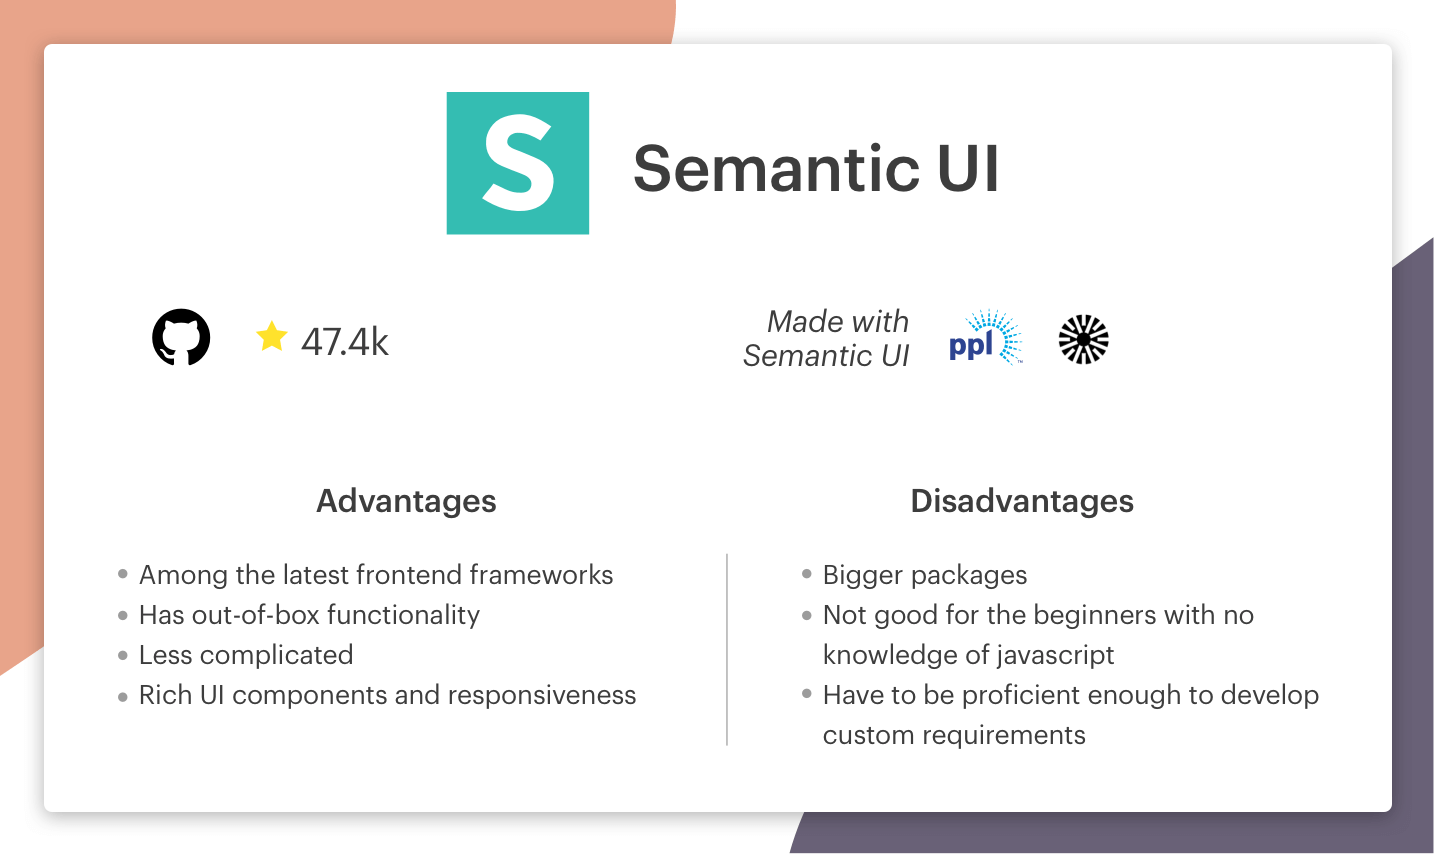 S
Semantic UI
47.4k
Made with
Semantic UI
ppl
Advantages
Among the latest frontend frameworks
Has out-of-box functionality
Less complicated
Rich UI components and responsiveness
Disadvantages
Bigger packages
Not good for the beginners with no
knowledge of javascript
Have to be proficient enough to develop
custom requirements